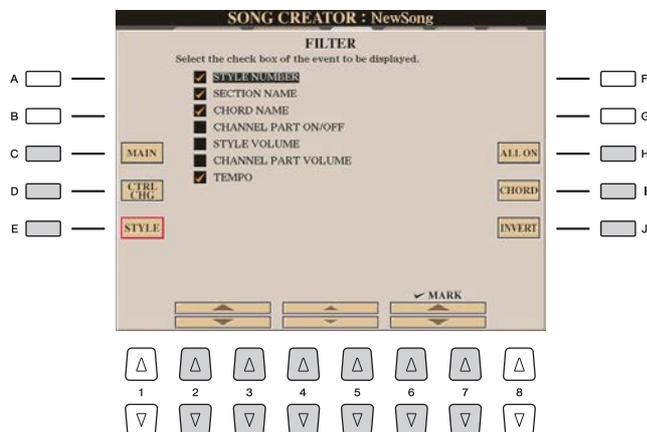 SONG CREATOR : NewSong
FILTER
Select the check box of the event to be displayed.
STYLE NUMBER
SECTION NAME
CHORD NAME
CHANNEL PART ON/OFF
STYLE VOLUME
CHANNEL PART VOLUME
TEMPO
A
B
C
D
E
MAIN
CTRL
CHG
STYLE
ALL ON
CHORD
INVERT
F
G
H
I
J
MARK
1 2 3 4 5 6 7 8